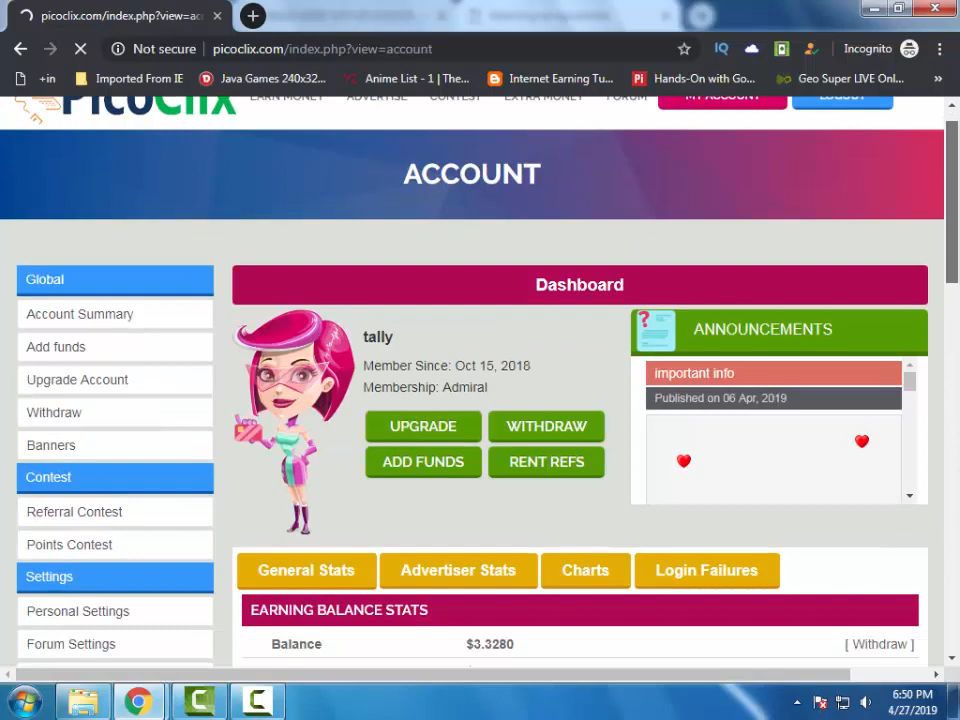 picoclix.com/index.php?view=acc
Not secure
picoclix.com/index.php?view=account
Incognito
+in
Imported From IE
Java Games 240x32...
Anime List - 1 | The...
Internet Earning Tu...
Hands-On with Go...
Geo Super LIVE Onl...
»
PicoClix
EARN MONEY
ADVERTISE
CONTEST
EXTRA MONEY
FORUM
MY ACCOUNT
LOGOUT
ACCOUNT
Global
Account Summary
Add funds
Upgrade Account
Withdraw
Banners
Contest
Referral Contest
Points Contest
Settings
Personal Settings
Forum Settings
Dashboard
tally
Member Since: Oct 15, 2018
Membership: Admiral
UPGRADE
WITHDRAW
ADD FUNDS
RENT REFS
ANNOUNCEMENTS
important info
Published on 06 Apr, 2019
General Stats
Advertiser Stats
Charts
Login Failures
EARNING BALANCE STATS
Balance
$3.3280
[ Withdraw ]
6:50 PM
4/27/2019